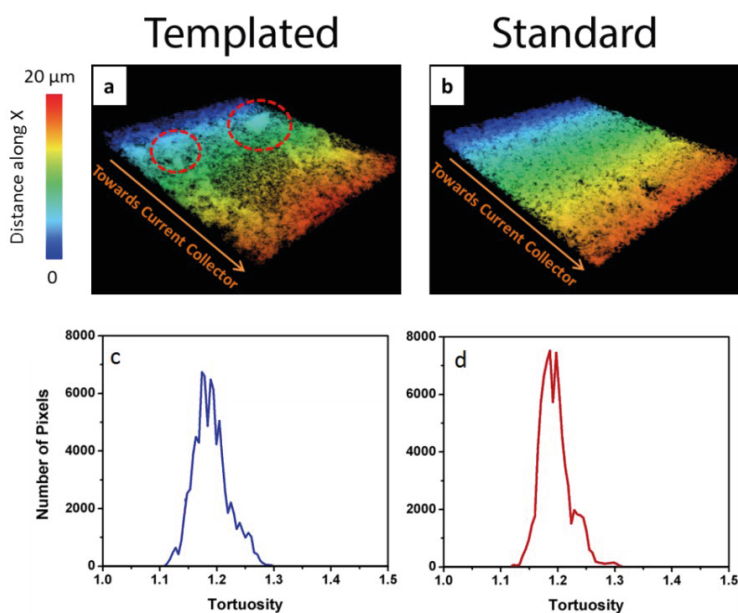 Templated
Standard
20 μm
Distance along X
0
a
Towards Current Collector
b
Towards Current Collector
c
8000
6000
4000
2000
0
Number of Pixels
1.0 1.1 1.2 1.3 1.4 1.5
Tortuosity
d
8000
6000
4000
2000
0
1.0 1.1 1.2 1.3 1.4 1.5
Tortuosity